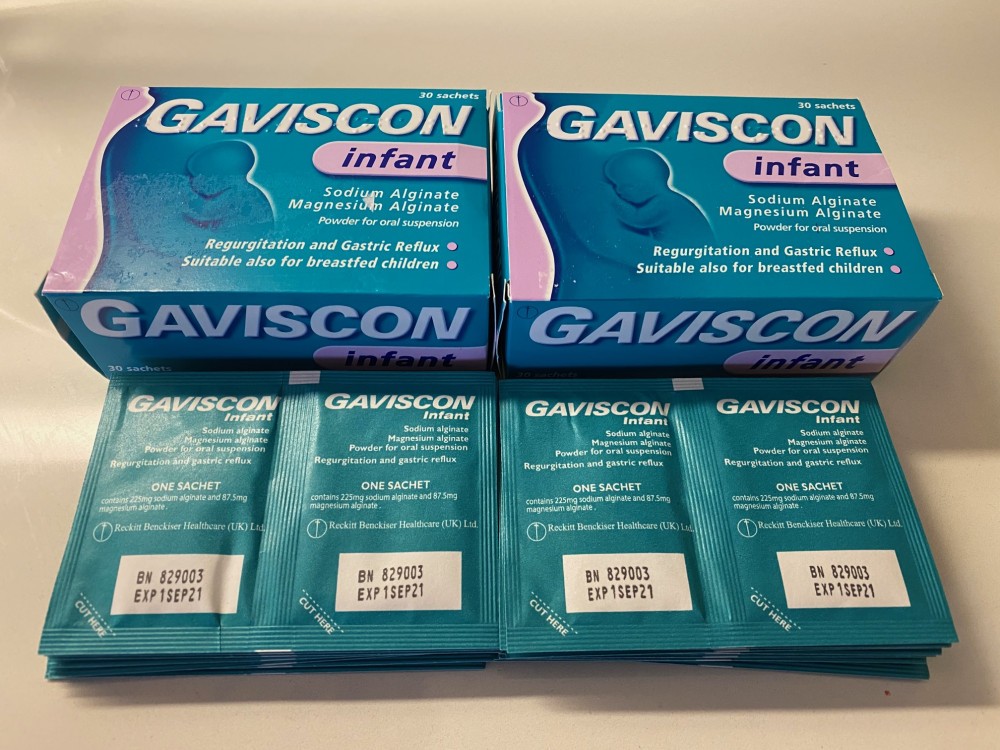 30 sachets
GAVISCON
infant
Sodium Alginate
Magnesium Alginate
Powder for oral suspension
Regurgitation and Gastric Reflux
Suitable also for breastfed children
GAVISCON
infant
30 sachets
30 sachets
GAVISCON
infant
Sodium Alginate
Magnesium Alginate
Powder for oral suspension
Regurgitation and Gastric Reflux
Suitable also for breastfed children
GAVISCON
infant
30 sachets
GAVISCON
Infant
Sodium alginate
Magnesium alginate
Powder for oral suspension
Regurgitation and gastric reflux
ONE SACHET
contains 225mg sodium alginate and 87.5mg
magnesium alginate .
Reckitt Benckiser Healthcare (UK) Ltd.
BN 829003
EXP 1SEP21
CUT HERE
GAVISCON
Infant
Sodium alginate
Magnesium alginate
Powder for oral suspension
Regurgitation and gastric reflux
ONE SACHET
contains 225mg sodium alginate and 87.5mg
magnesium alginate .
Reckitt Benckiser Healthcare (UK) Ltd.
BN 829003
EXP 1SEP21
CUT HERE
GAVISCON
Infant
Sodium alginate
Magnesium alginate
Powder for oral suspension
Regurgitation and gastric reflux
ONE SACHET
contains 225mg sodium alginate and 87.5mg
magnesium alginate .
Reckitt Benckiser Healthcare (UK) Ltd.
BN 829003
EXP 1SEP21
CUT HERE
GAVISCON
Infant
Sodium alginate
Magnesium alginate
Powder for oral suspension
Regurgitation and gastric reflux
ONE SACHET
contains 225mg sodium alginate and 87.5mg
magnesium alginate .
Reckitt Benckiser Healthcare (UK) Ltd.
BN 829003
EXP 1SEP21
CUT HERE